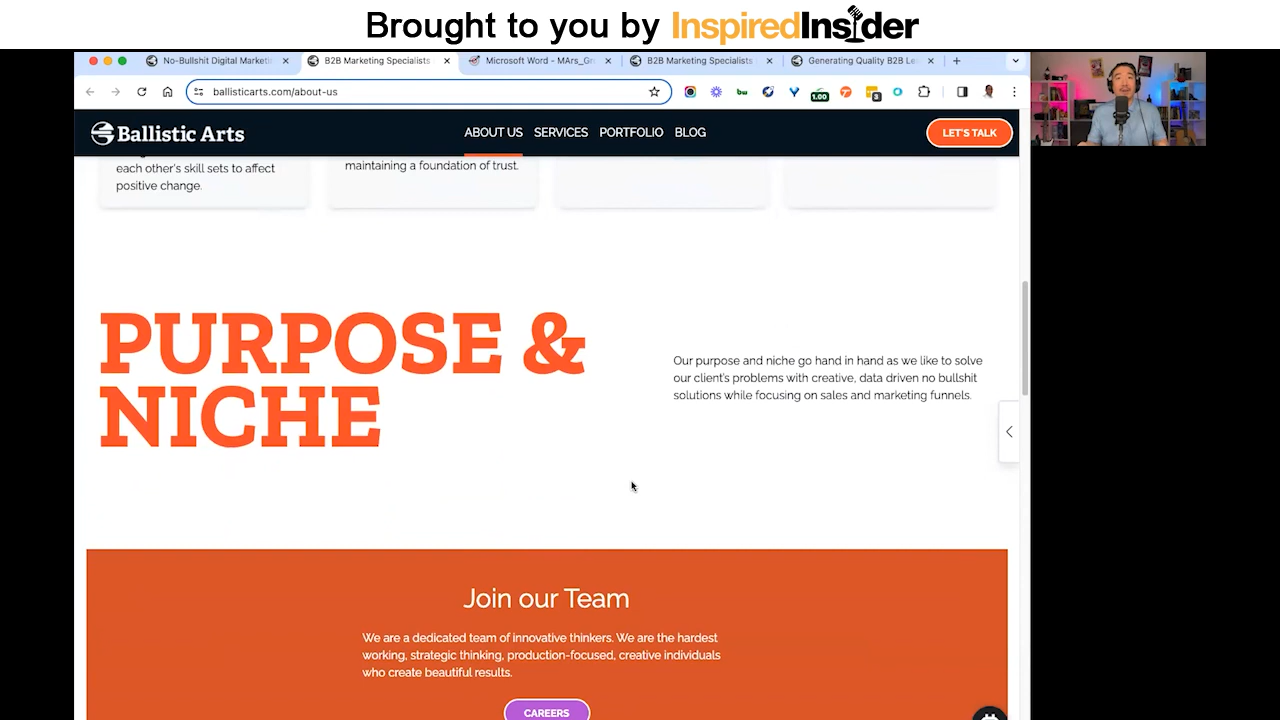 Brought to you by InspiredInsider
No-Bullshit Digital Marketi
B2B Marketing Specialists
Microsoft Word - MArs_Gr
B2B Marketing Specialists
Generating Quality B2B Le
ballisticarts.com/about-us
1.00
Ballistic Arts
ABOUT US
SERVICES
PORTFOLIO
BLOG
LET'S TALK
each other's skill sets to affect
positive change.
maintaining a foundation of trust.
PURPOSE &
NICHE
Our purpose and niche go hand in hand as we like to solve
our client's problems with creative, data driven no bullshit
solutions while focusing on sales and marketing funnels.
Join our Team
We are a dedicated team of innovative thinkers. We are the hardest
working, strategic thinking, production-focused, creative individuals
who create beautiful results.
CAREERS